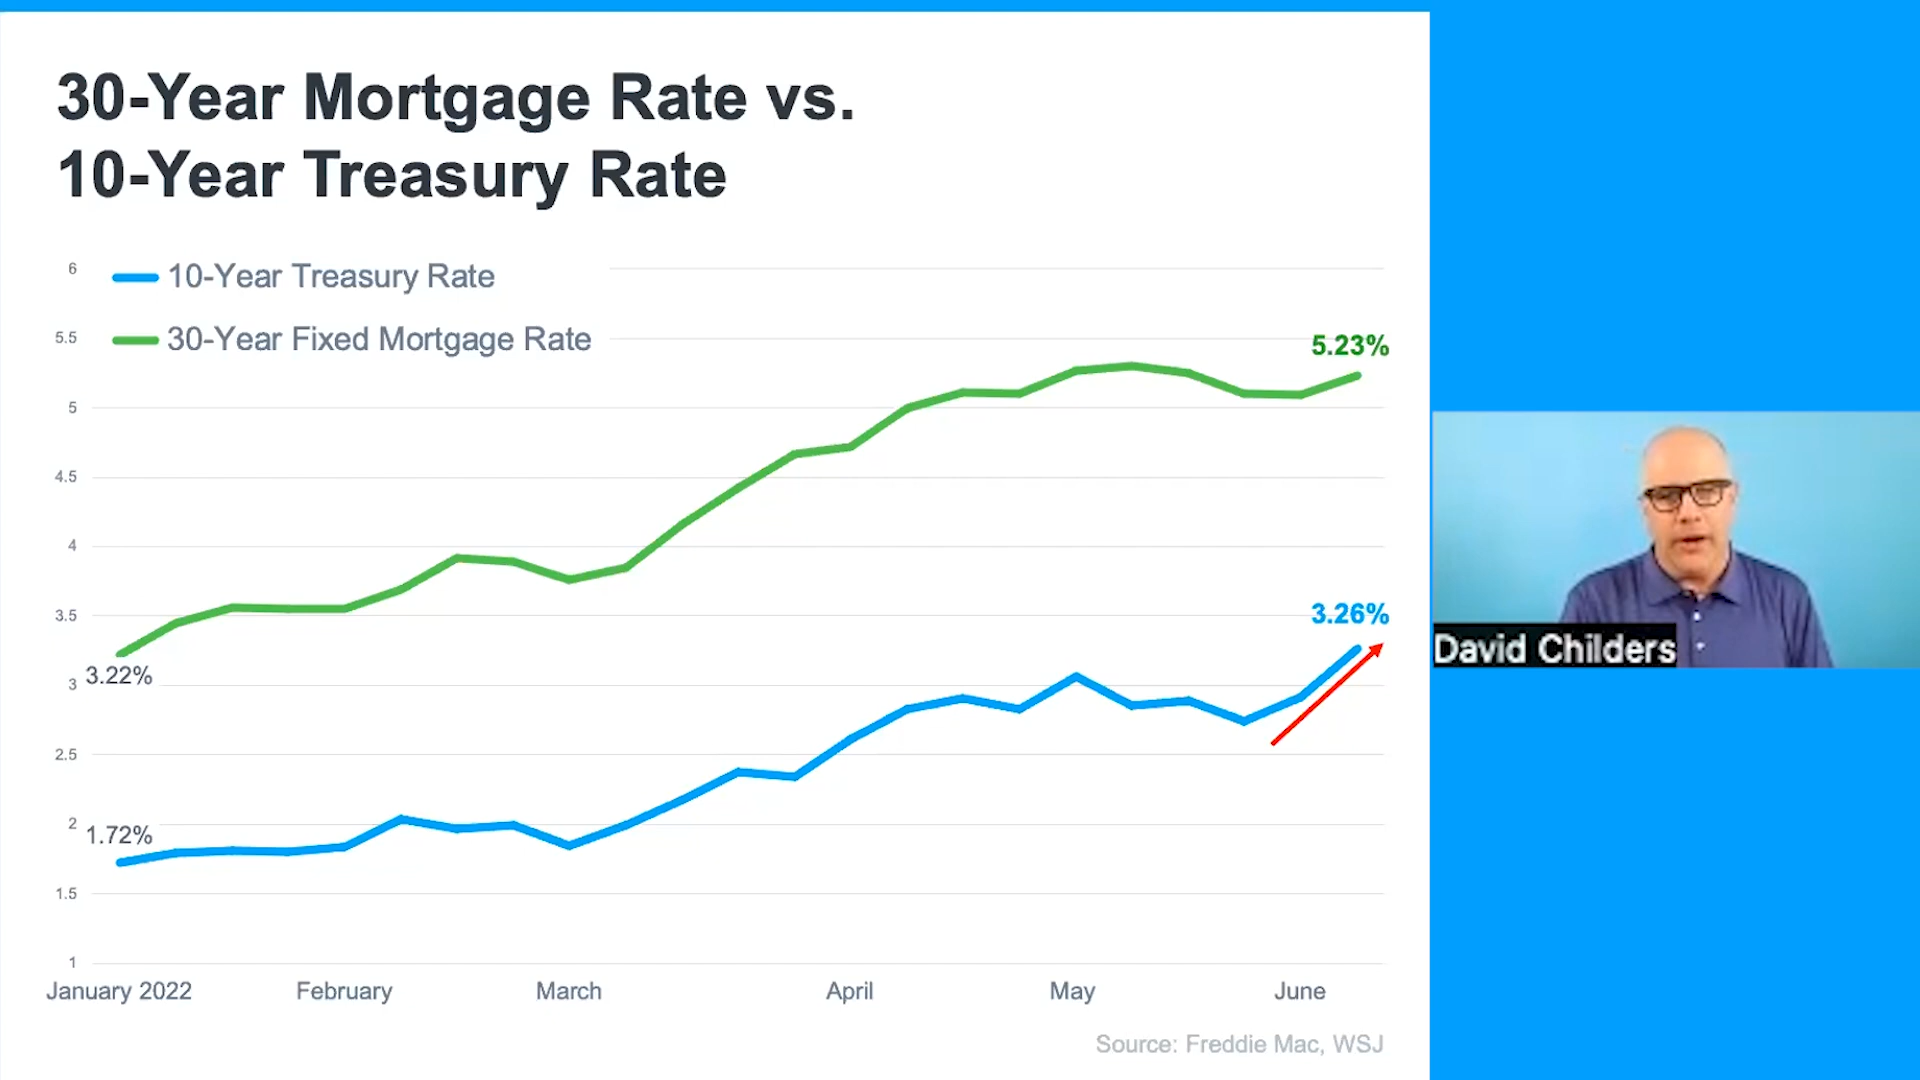 30-Year Mortgage Rate vs.
10-Year Treasury Rate
10-Year Treasury Rate
30-Year Fixed Mortgage Rate
6
5.5
5
4.5
4
3.5
3
2.5
2
1.5
1
5.23%
3.26%
3.22%
1.72%
January 2022 February March April May June
Source: Freddie Mac, WSJ
David Childers